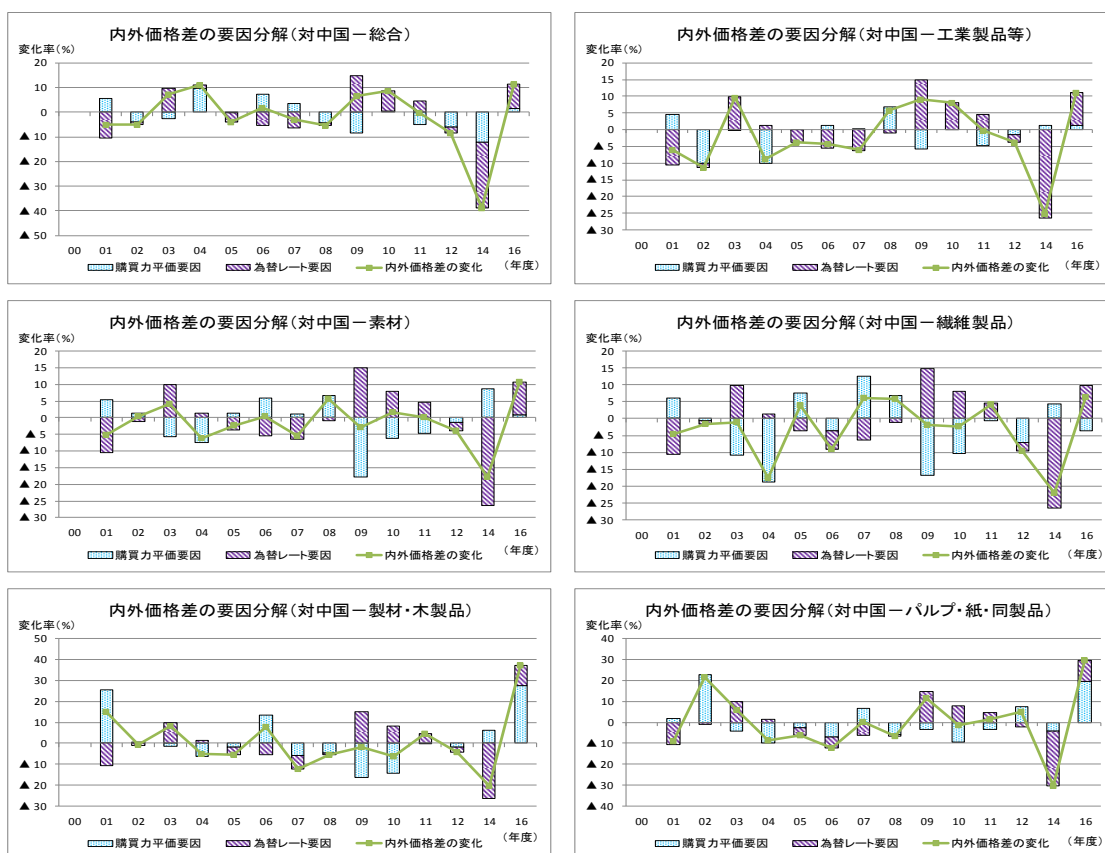 内外価格差の要因分解(対中国－総合)
変化率(%)
20
10
0
▲ 10
▲ 20
▲ 30
▲ 40
▲ 50
00 01 02 03 04 05 06 07 08 09 10 11 12 14 16
(年度)
購買力平価要因 為替レート要因 内外価格差の変化
内外価格差の要因分解(対中国－工業製品等)
変化率(%)
20
15
10
5
0
▲ 5
▲ 10
▲ 15
▲ 20
▲ 25
▲ 30
00 01 02 03 04 05 06 07 08 09 10 11 12 14 16
(年度)
購買力平価要因 為替レート要因 内外価格差の変化
内外価格差の要因分解(対中国－素材)
変化率(%)
20
15
10
5
0
▲ 5
▲ 10
▲ 15
▲ 20
▲ 25
▲ 30
00 01 02 03 04 05 06 07 08 09 10 11 12 14 16
(年度)
購買力平価要因 為替レート要因 内外価格差の変化
内外価格差の要因分解(対中国－繊維製品)
変化率(%)
20
15
10
5
0
▲ 5
▲ 10
▲ 15
▲ 20
▲ 25
▲ 30
00 01 02 03 04 05 06 07 08 09 10 11 12 14 16
(年度)
購買力平価要因 為替レート要因 内外価格差の変化
内外価格差の要因分解(対中国－製材・木製品)
変化率(%)
50
40
30
20
10
0
▲ 10
▲ 20
▲ 30
00 01 02 03 04 05 06 07 08 09 10 11 12 14 16
(年度)
購買力平価要因 為替レート要因 内外価格差の変化
内外価格差の要因分解(対中国－パルプ・紙・同製品)
変化率(%)
40
30
20
10
0
▲ 10
▲ 20
▲ 30
▲ 40
00 01 02 03 04 05 06 07 08 09 10 11 12 14 16
(年度)
購買力平価要因 為替レート要因 内外価格差の変化